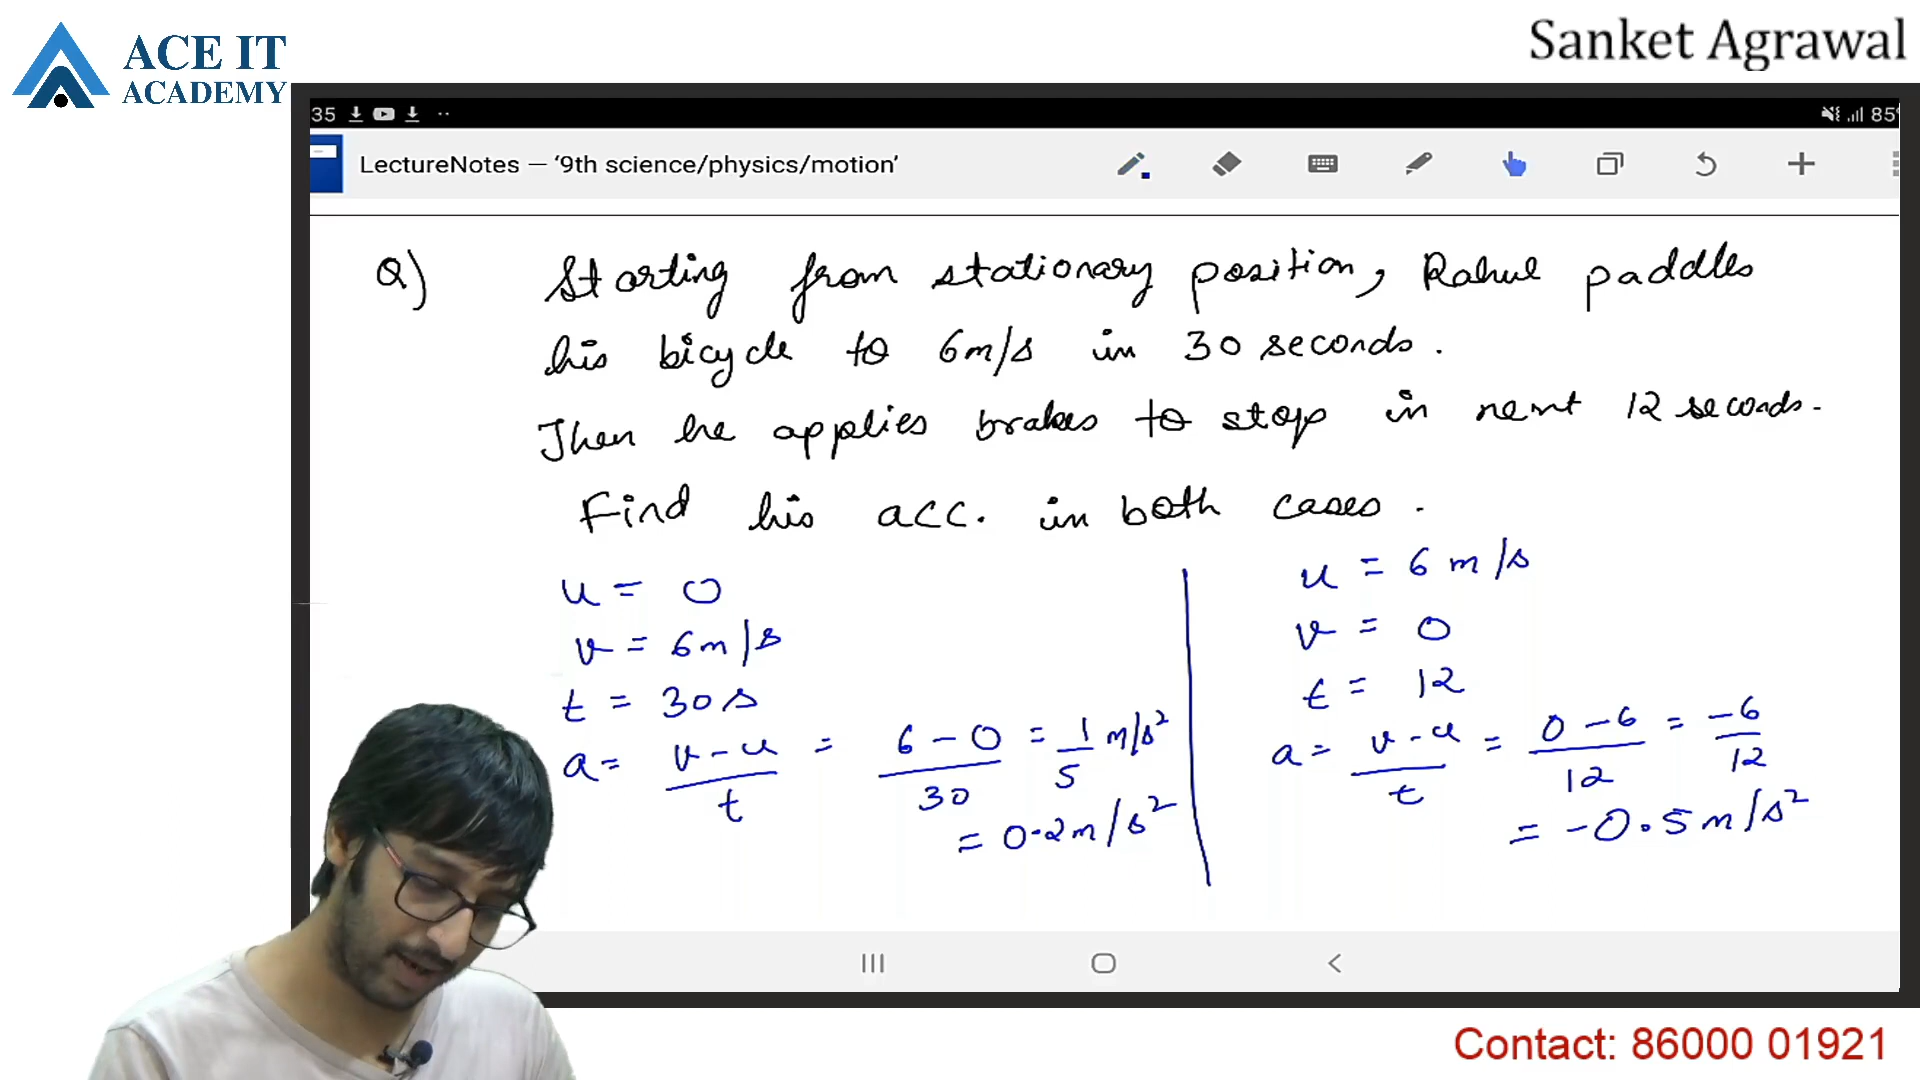 ACE IT
ACADEMY
Sanket Agrawal
35
85
LectureNotes — ‘9th science/physics/motion’
Q) Starting from stationary position, Rahul paddles
his bicycle to 6m/s in 30 seconds.
Then he applies brakes to stop in next 12 seconds.
Find his acc. in both cases.
u = 0
v = 6m/s
t = 30s
a = v-u/t = 6-0/30 = 1/5 m/s²
= 0.2m/s²
u = 6 m/s
v = 0
t = 12
a = v-u/t = 0-6/12 = -6/12
= -0.5 m/s²
Contact: 86000 01921